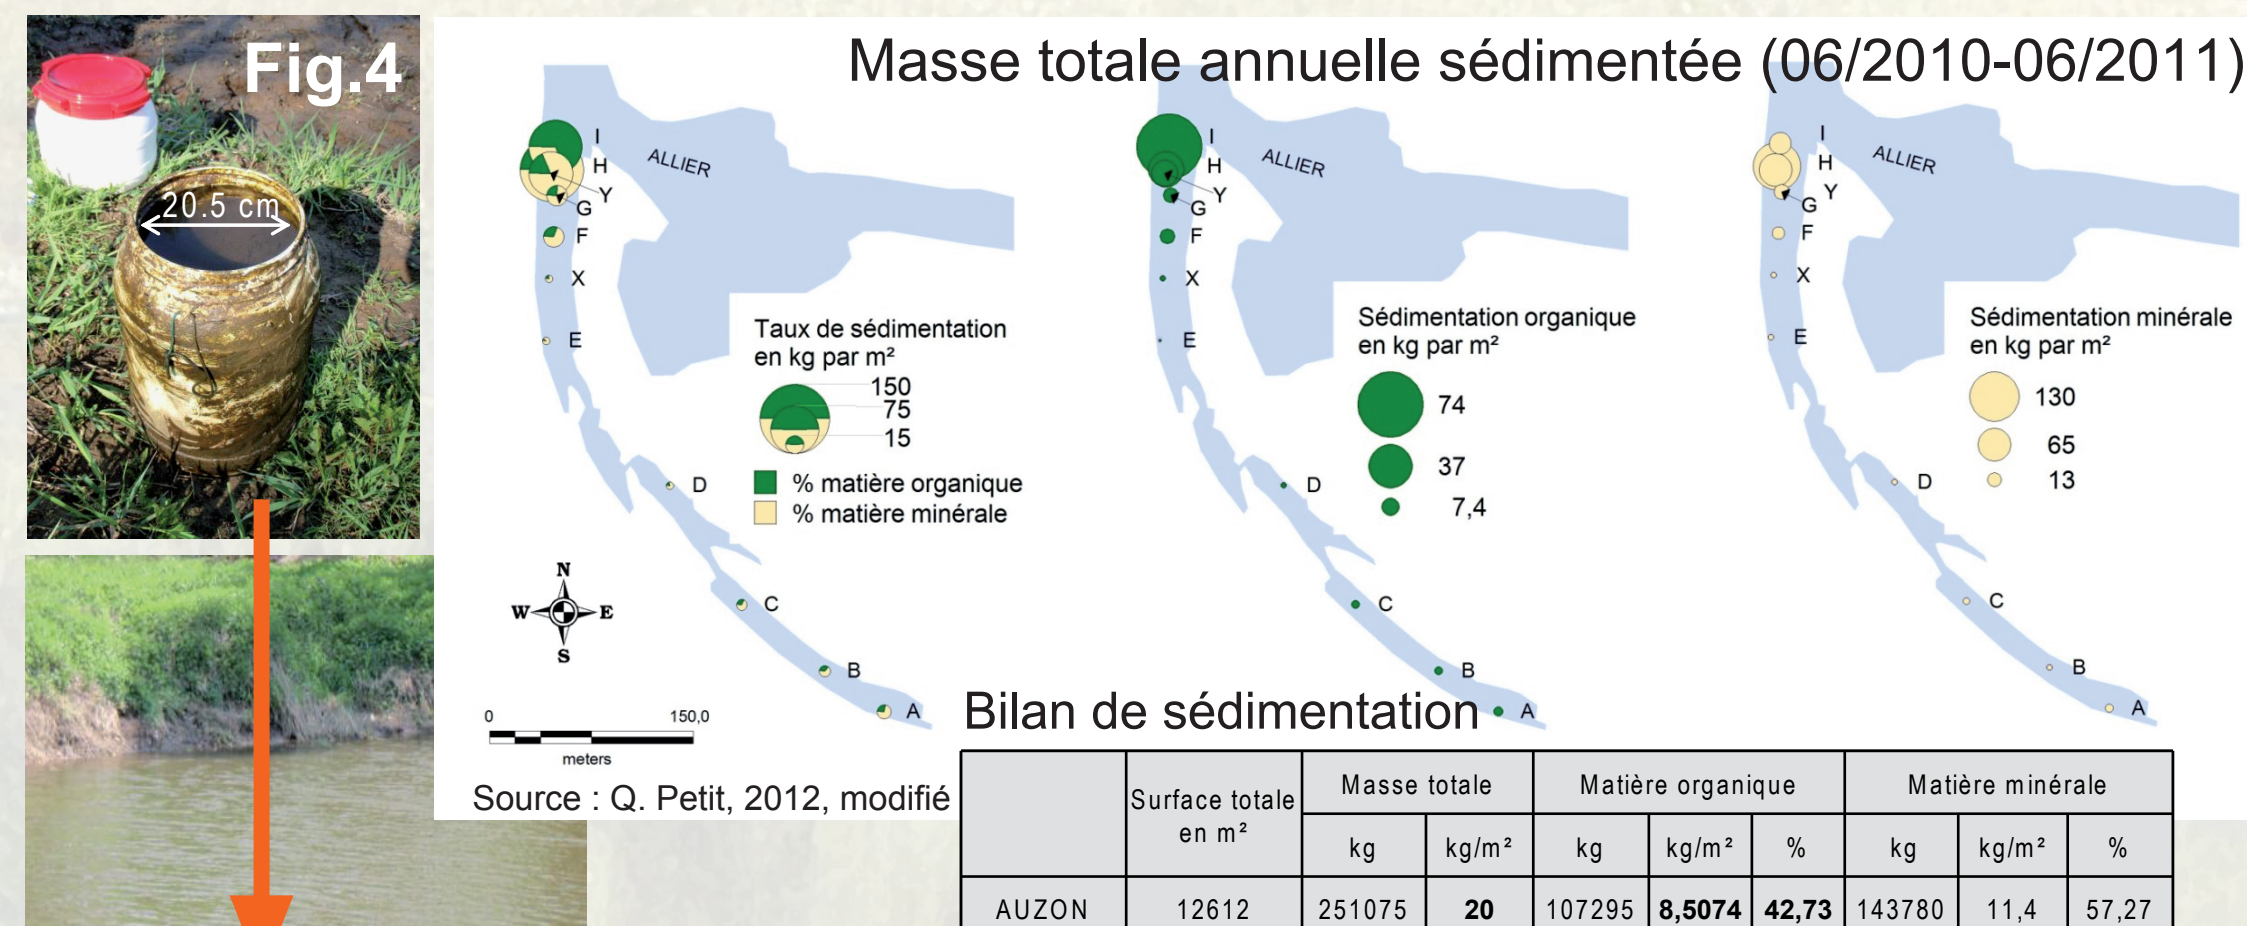 Fig.4
20.5 cm
Masse totale annuelle sédimentée (06/2010-06/2011)
I
H
Y
G
F
X
E
D
C
B
A
ALLIER
Taux de sédimentation
en kg par m²
150
75
15
% matière organique
% matière minérale
N
W E
S
0 150,0
meters
Source : Q. Petit, 2012, modifié
I
H
Y
G
F
X
E
D
C
B
A
ALLIER
Sédimentation organique
en kg par m²
74
37
7,4
I
H
Y
G
F
X
E
D
C
B
A
ALLIER
Sédimentation minérale
en kg par m²
130
65
13
Bilan de sédimentation
Surface totale
en m²
Masse totale Matière organique Matière minérale
kg kg/m² kg kg/m² % kg kg/m² %
AUZON 12612 251075 20 107295 8,5074 42,73 143780 11,4 57,27